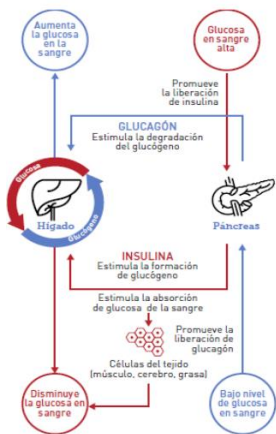 Aumenta
la glucosa
en la
sangre
Glucosa
en sangre
alta
Promueve
la liberación
de insulina
GLUCAGÓN
Estimula la degradación
del glucógeno
Glucosa
Hígado
Glucógeno
Páncreas
INSULINA
Estimula la formación
de glucógeno
Estimula la absorción
de glucosa de la sangre
Promueve la
liberación de
glucagón
Células del tejido
(músculo, cerebro, grasa)
Disminuye
la glucosa en
sangre
Bajo nivel
de glucosa
en sangre